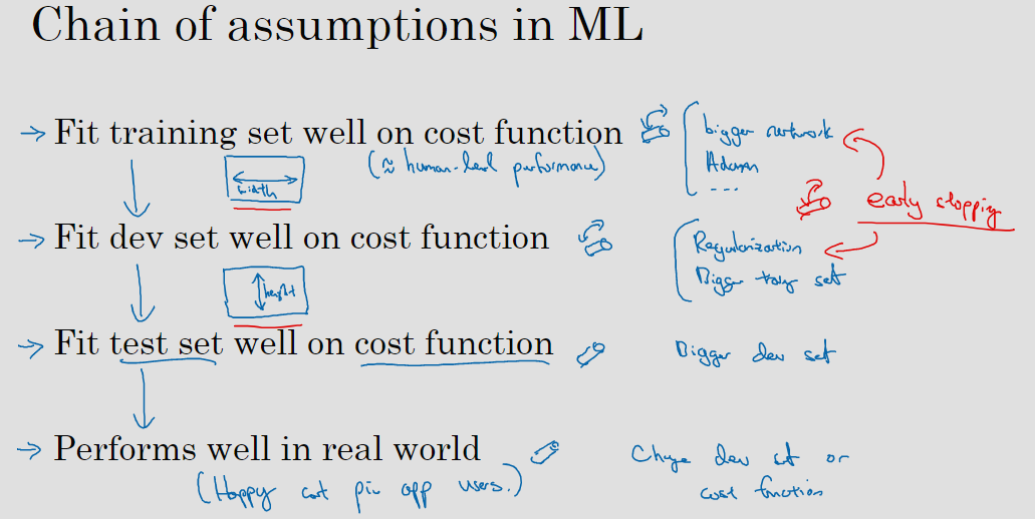 Chain of assumptions in ML
Fit training set well on cost function
(≈ human-level performance)
bigger network
Adam
...
width
early stopping
Fit dev set well on cost function
Regularization
Bigger training set
height
Fit test set well on cost function
Bigger dev set
Performs well in real world
(Happy cat pic app users.)
Change dev set or
cost function